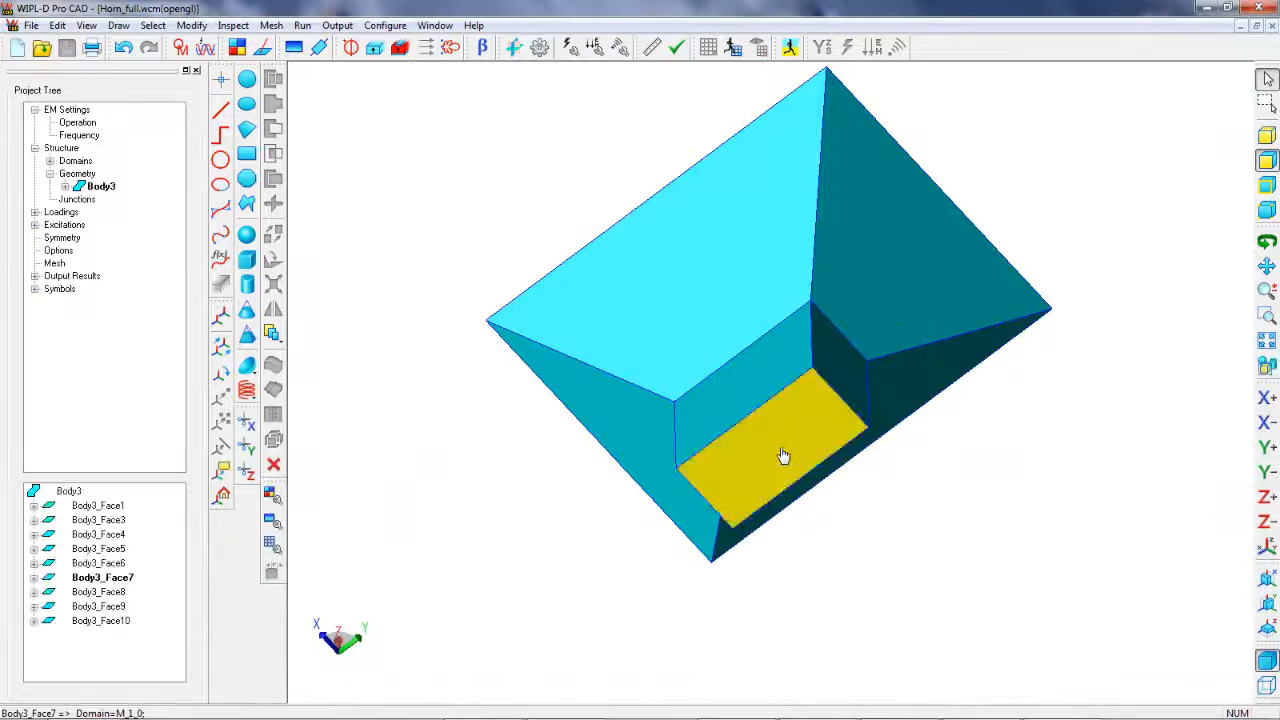 WIPL-D Pro CAD - [Horn_full.wcm(opengl)]
File Edit View Draw Select Modify Inspect Mesh Run Output Configure Window Help
Project Tree
EM Settings
Operation
Frequency
Structure
Domains
Geometry
Body3
Junctions
Loadings
Excitations
Symmetry
Options
Mesh
Output Results
Symbols
Body3
Body3_Face1
Body3_Face3
Body3_Face4
Body3_Face5
Body3_Face6
Body3_Face7
Body3_Face8
Body3_Face9
Body3_Face10
X Z Y
X+
X-
Y+
Y-
Z+
Z-
Body3_Face7 => Domain=M_1_0;
NUM